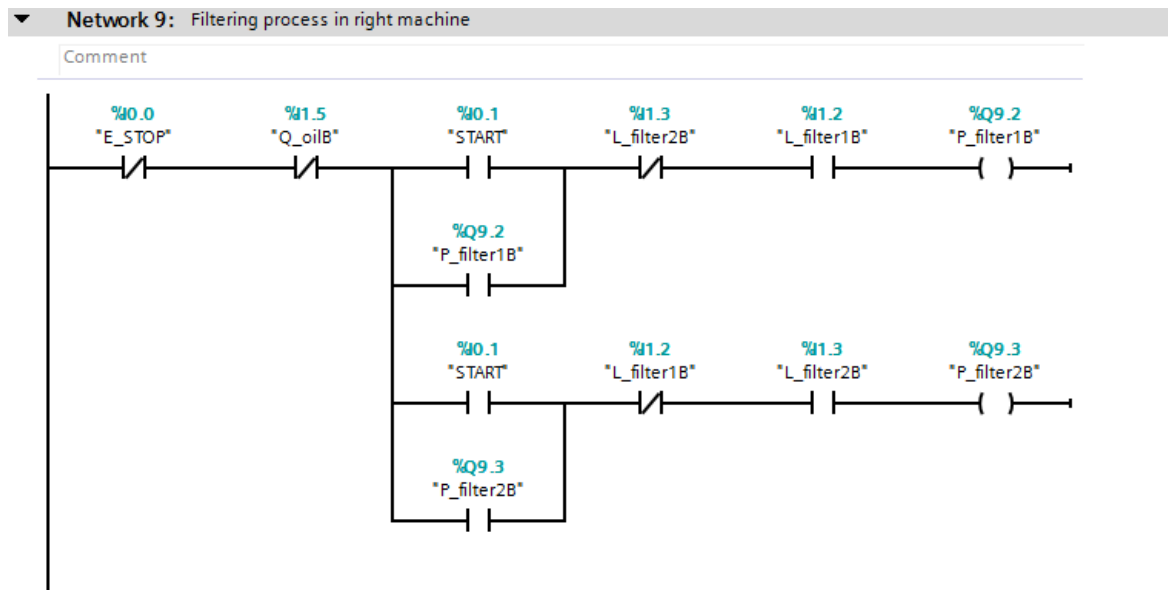 Network 9: Filtering process in right machine
Comment
%I0.0 %I1.5 %I0.1 %I1.3 %I1.2 %Q9.2
"E_STOP" "Q_oilB" "START" "L_filter2B" "L_filter1B" "P_filter1B"
%Q9.2
"P_filter1B"
%I0.1 %I1.2 %I1.3 %Q9.3
"START" "L_filter1B" "L_filter2B" "P_filter2B"
%Q9.3
"P_filter2B"